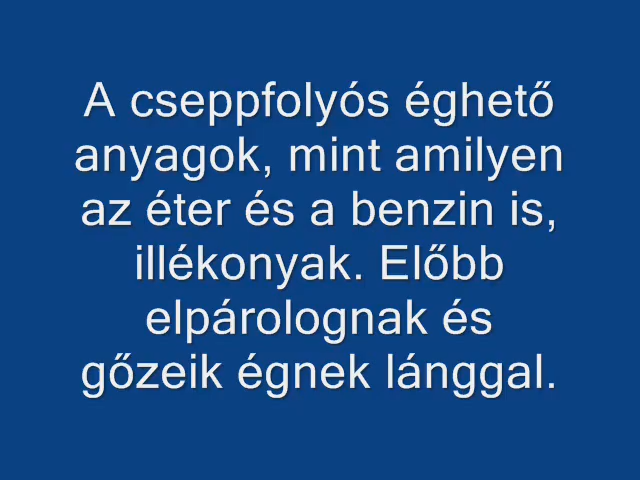 A cseppfolyós éghető
anyagok, mint amilyen
az éter és a benzin is,
illékonyak. Előbb
elpárolognak és
gőzeik égnek lánggal.